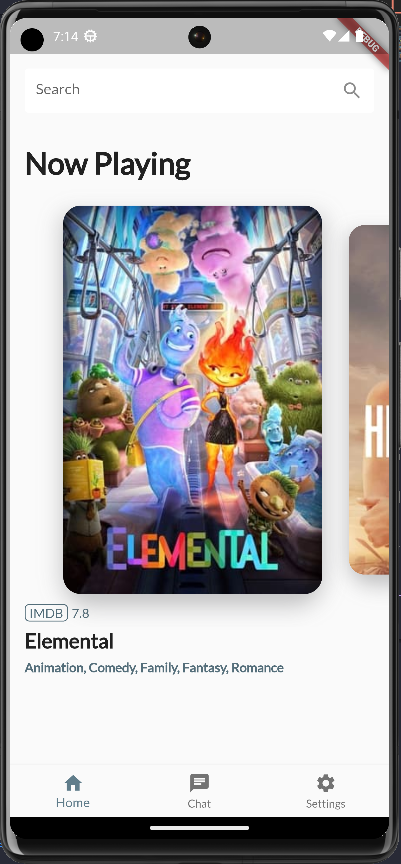 7:14
BUG
Search
Now Playing
ELEMENTAL
HI
IMDB 7.8
Elemental
Animation, Comedy, Family, Fantasy, Romance
Home
Chat
Settings